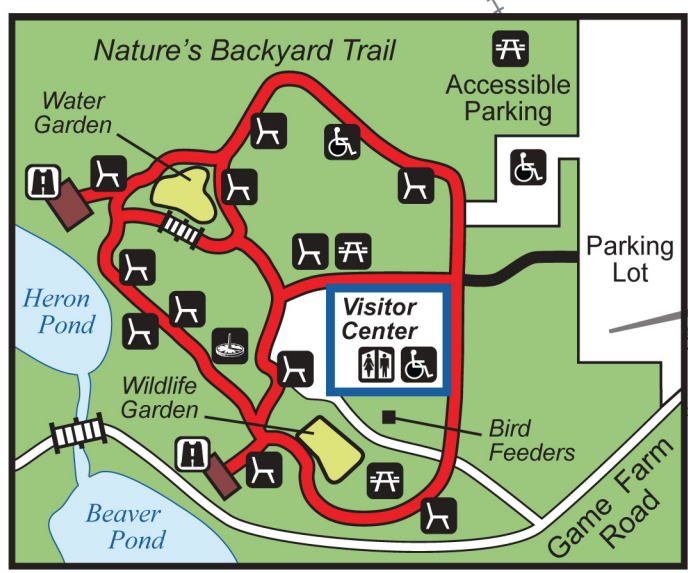 Nature's Backyard Trail
Accessible
Parking
Water
Garden
Parking
Lot
Heron
Pond
Visitor
Center
Wildlife
Garden
Bird
Feeders
Beaver
Pond
Game Farm
Road